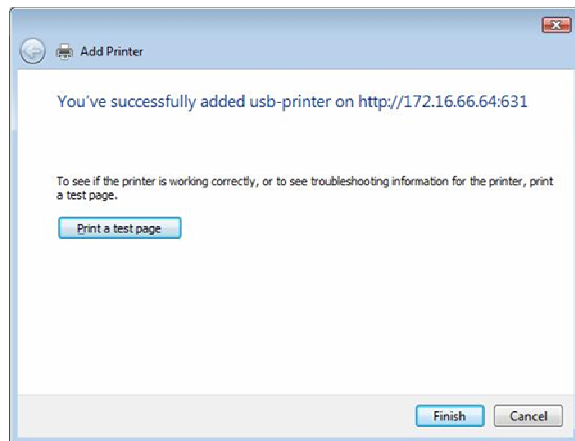 Add Printer
You've successfully added usb-printer on http://172.16.66.64:631
To see if the printer is working correctly, or to see troubleshooting information for the printer, print
a test page.
Print a test page
Finish
Cancel